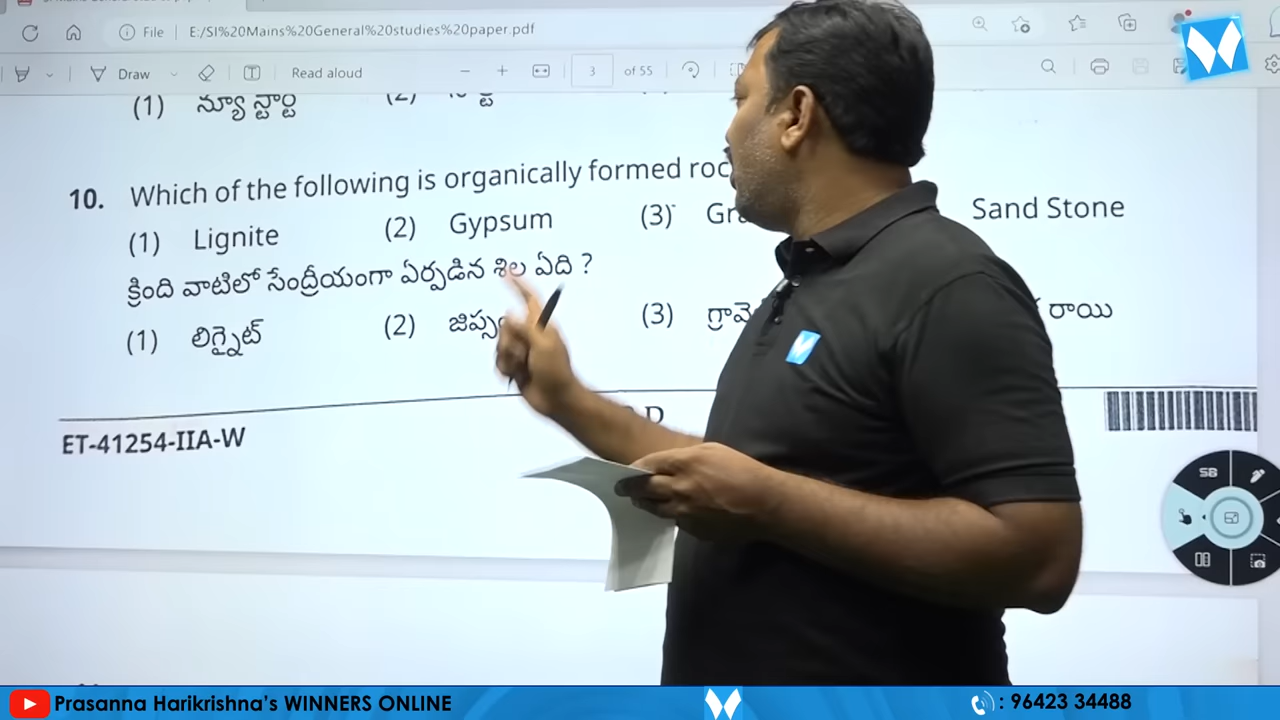 File E:/SI%20Mains%20General%20studies%20paper.pdf
Draw Read aloud 3 of 55
(1) న్యూ స్టార్ట్ (2)
10. Which of the following is organically formed
(1) Lignite (2) Gypsum (3) Sand Stone
క్రింది వాటిలో సేంద్రీయంగా ఏర్పడిన శిల ఏది ?
(1) లిగ్నైట్ (2) (3) రాయి
D
ET-41254-IIA-W
SB
Prasanna Harikrishna's WINNERS ONLINE : 96423 34488